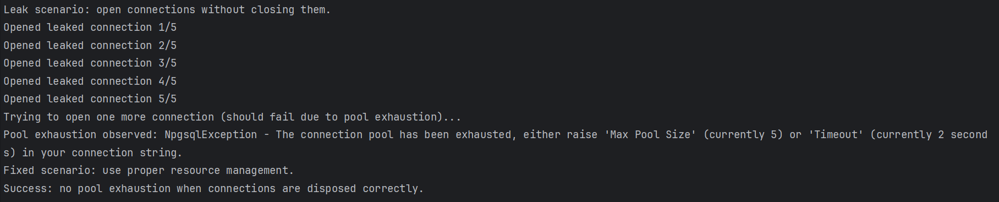 Leak scenario: open connections without closing them.
Opened leaked connection 1/5
Opened leaked connection 2/5
Opened leaked connection 3/5
Opened leaked connection 4/5
Opened leaked connection 5/5
Trying to open one more connection (should fail due to pool exhaustion)...
Pool exhaustion observed: NpgsqlException - The connection pool has been exhausted, either raise 'Max Pool Size' (currently 5) or 'Timeout' (currently 2 second
s) in your connection string.
Fixed scenario: use proper resource management.
Success: no pool exhaustion when connections are disposed correctly.